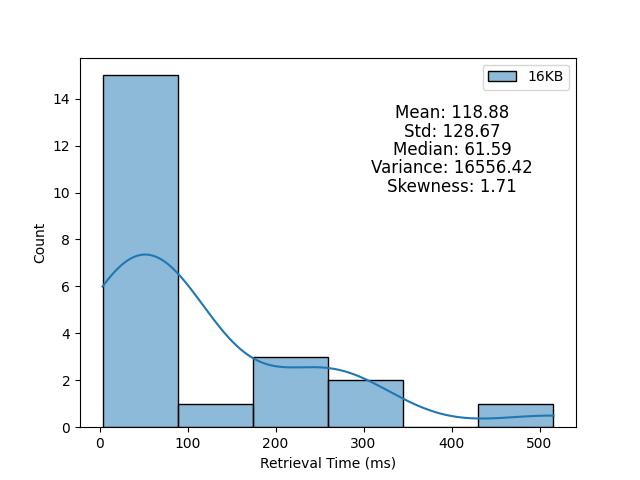 16KB
Mean: 118.88
Std: 128.67
Median: 61.59
Variance: 16556.42
Skewness: 1.71
Count
14
12
10
8
6
4
2
0
0 100 200 300 400 500
Retrieval Time (ms)